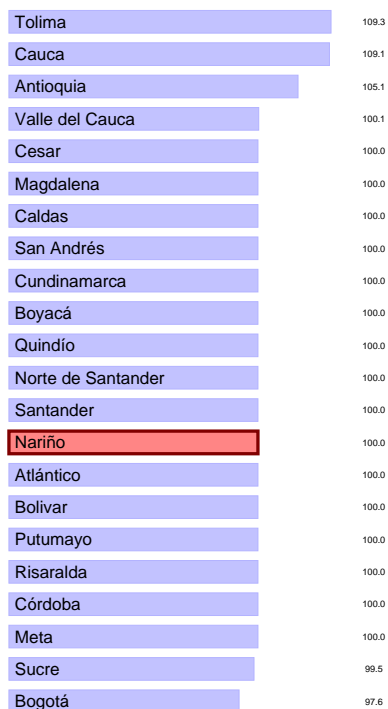 Tolima 109.3
Cauca 109.1
Antioquia 105.1
Valle del Cauca 100.1
Cesar 100.0
Magdalena 100.0
Caldas 100.0
San Andrés 100.0
Cundinamarca 100.0
Boyacá 100.0
Quindío 100.0
Norte de Santander 100.0
Santander 100.0
Nariño 100.0
Atlántico 100.0
Bolivar 100.0
Putumayo 100.0
Risaralda 100.0
Córdoba 100.0
Meta 100.0
Sucre 99.5
Bogotá 97.6